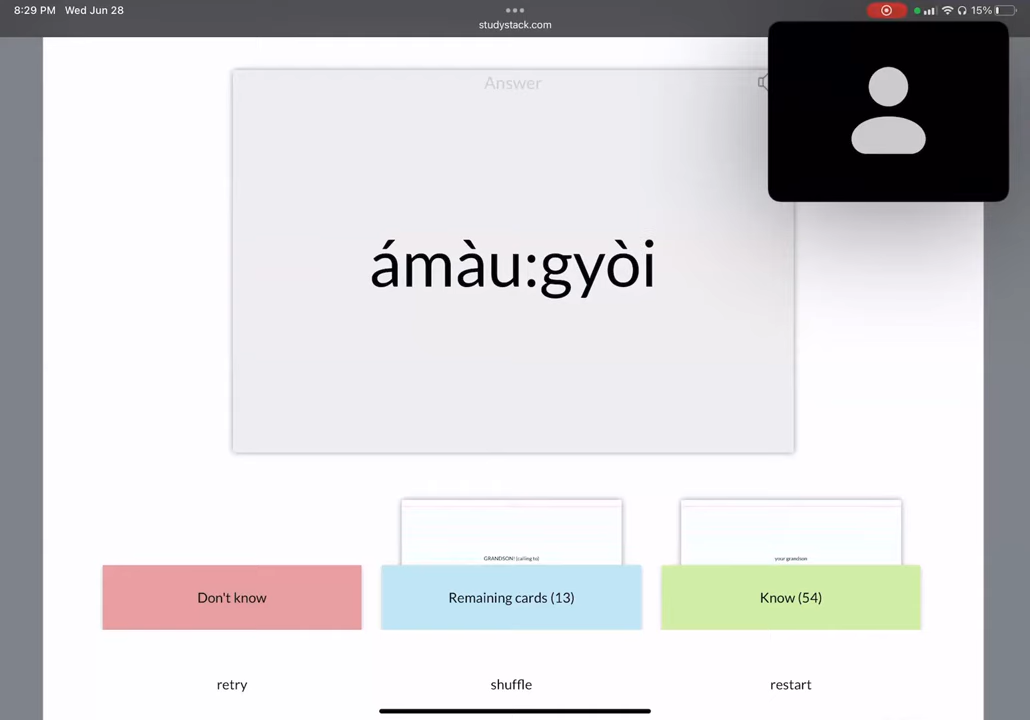 8:29 PM Wed Jun 28
15%
studystack.com
Answer
ámàu:gyòi
GRANDSON! (calling to)
your grandson
Don't know
Remaining cards (13)
Know (54)
retry
shuffle
restart